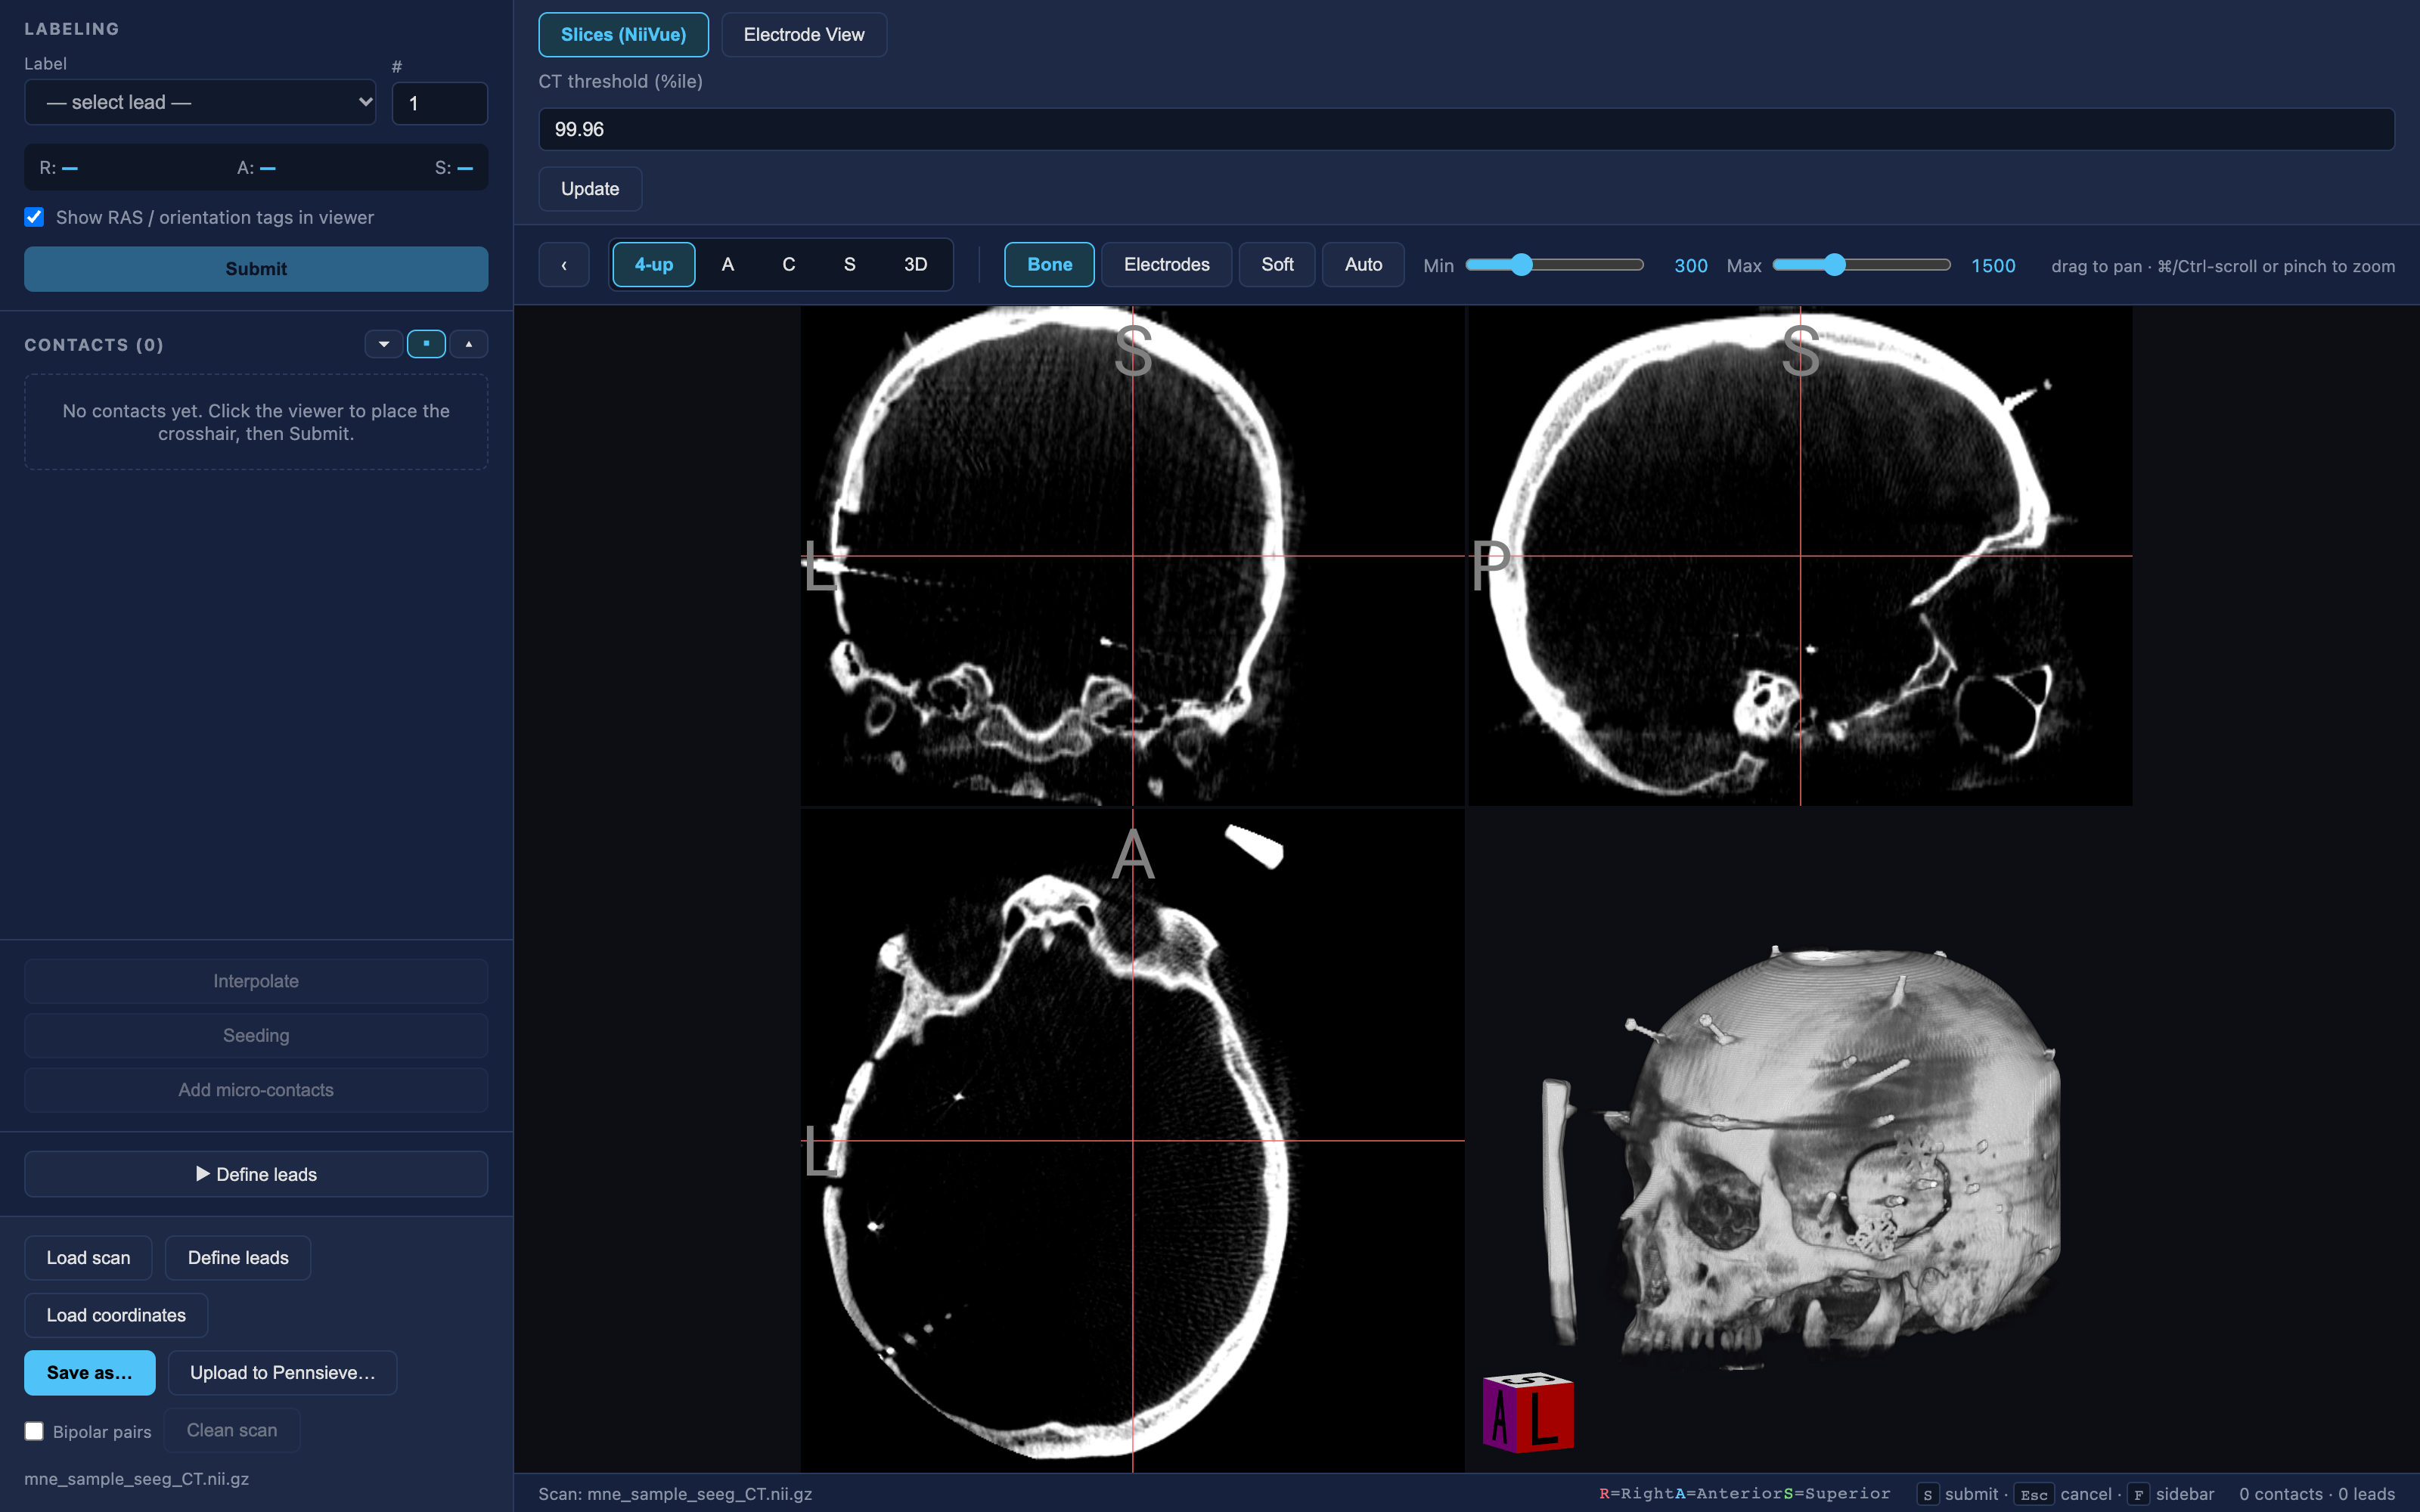 LABELING
Label
#
— select lead —
1
R: — A: — S: —
Show RAS / orientation tags in viewer
Submit
CONTACTS (0)
No contacts yet. Click the viewer to place the
crosshair, then Submit.
Interpolate
Seeding
Add micro-contacts
▶ Define leads
Load scan Define leads
Load coordinates
Save as... Upload to Pennsieve...
Bipolar pairs Clean scan
mne_sample_seeg_CT.nii.gz
Slices (NiiVue) Electrode View
CT threshold (%ile)
99.96
Update
‹ 4-up A C S 3D Bone Electrodes Soft Auto Min 300 Max 1500 drag to pan · ⌘/Ctrl-scroll or pinch to zoom
S
L
S
P
A
L
S
A L
Scan: mne_sample_seeg_CT.nii.gz
R=RightA=AnteriorS=Superior S submit · Esc cancel · F sidebar 0 contacts · 0 leads